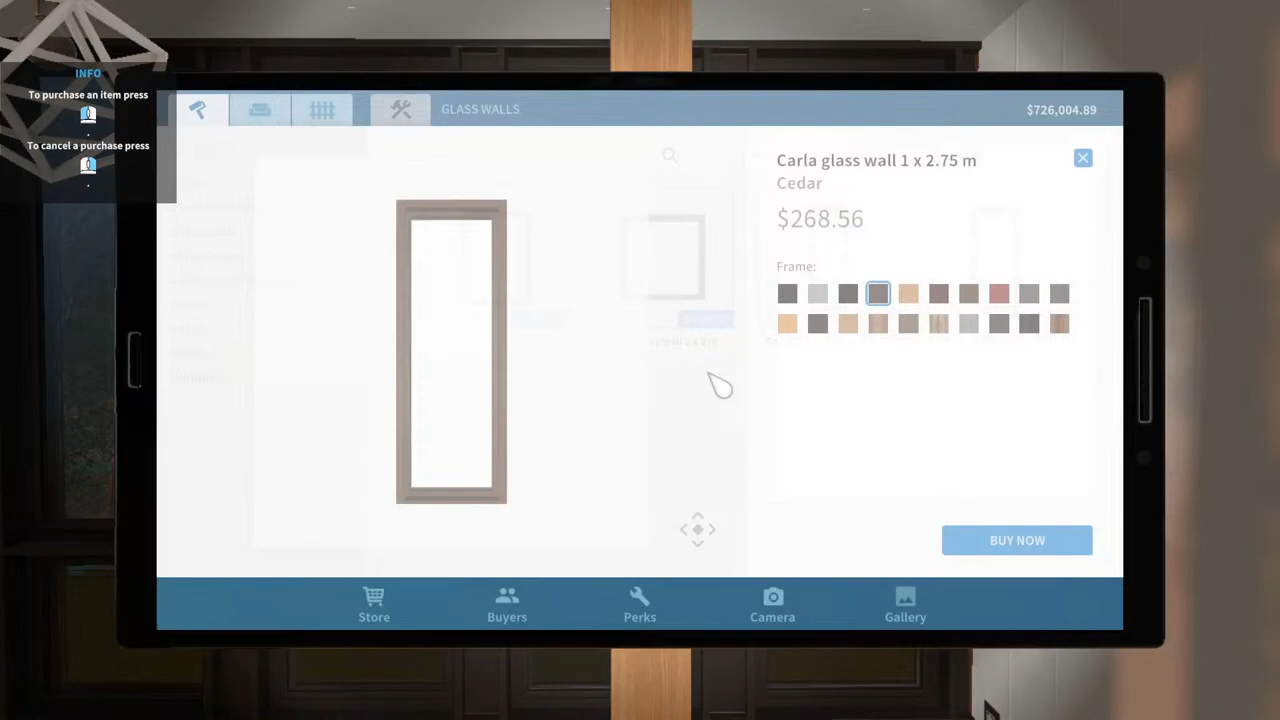 INFO
To purchase an item press
.
To cancel a purchase press
.
GLASS WALLS
$726,004.89
Carla glass wall 1 x 2.75 m
Cedar
$268.56
Frame:
BUY NOW
Store
Buyers
Perks
Camera
Gallery